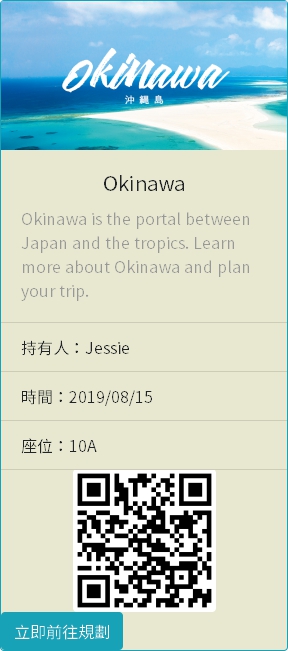 Okinawa
沖縄島
Okinawa
Okinawa is the portal between
Japan and the tropics. Learn
more about Okinawa and plan
your trip.
持有人：Jessie
時間：2019/08/15
座位：10A
立即前往規劃